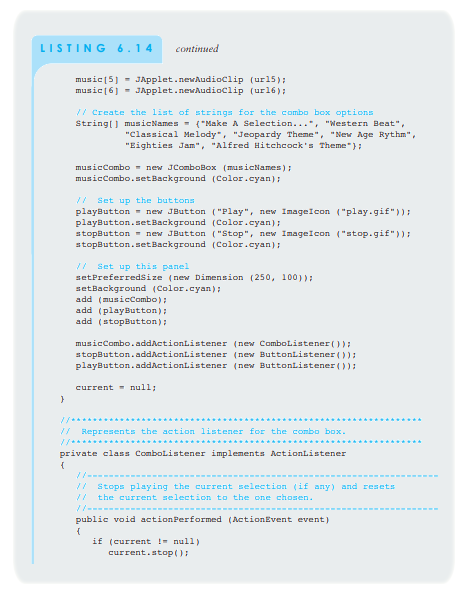 LISTING 6.14 continued
music[5] = JApplet.newAudioClip (url5);
music[6] = JApplet.newAudioClip (url6);
// Create the list of strings for the combo box options
String[] musicNames = {"Make A Selection...", "Western Beat",
"Classical Melody", "Jeopardy Theme", "New Age Rythm",
"Eighties Jam", "Alfred Hitchcock's Theme"};
musicCombo = new JComboBox (musicNames);
musicCombo.setBackground (Color.cyan);
// Set up the buttons
playButton = new JButton ("Play", new ImageIcon ("play.gif"));
playButton.setBackground (Color.cyan);
stopButton = new JButton ("Stop", new ImageIcon ("stop.gif"));
stopButton.setBackground (Color.cyan);
// Set up this panel
setPreferredSize (new Dimension (250, 100));
setBackground (Color.cyan);
add (musicCombo);
add (playButton);
add (stopButton);
musicCombo.addActionListener (new ComboListener());
stopButton.addActionListener (new ButtonListener());
playButton.addActionListener (new ButtonListener());
current = null;
}
//*****************************************************************
// Represents the action listener for the combo box.
//*****************************************************************
private class ComboListener implements ActionListener
{
//-----------------------------------------------------------------
// Stops playing the current selection (if any) and resets
// the current selection to the one chosen.
//-----------------------------------------------------------------
public void actionPerformed (ActionEvent event)
{
if (current != null)
current.stop();